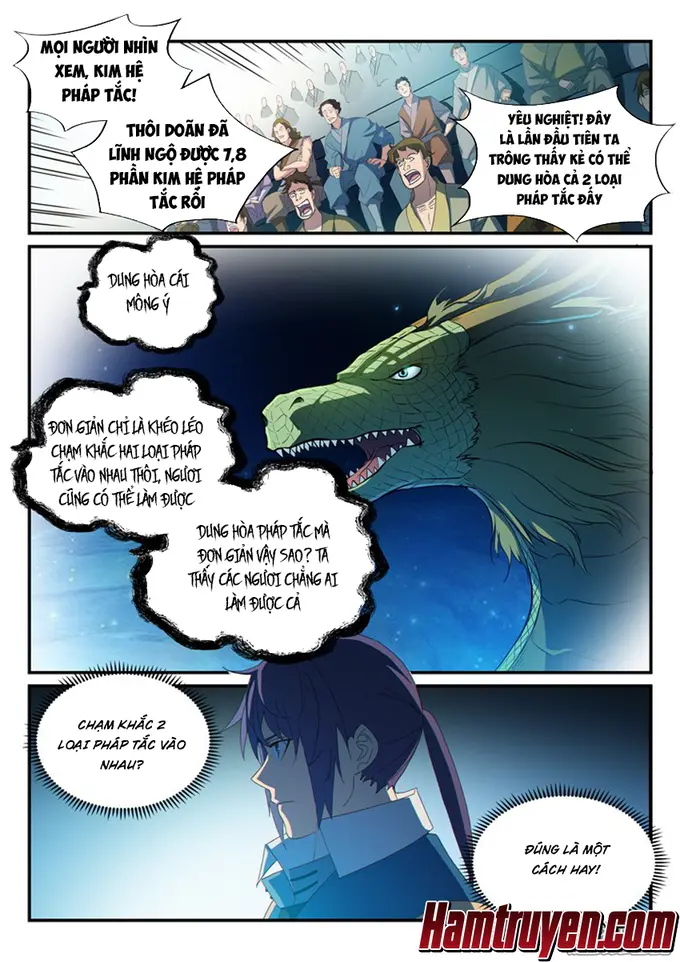 MỌI NGƯỜI NHÌN
XEM, KIM HỆ
PHÁP TẮC!
THÔI DOÃN ĐÃ
LĨNH NGỘ ĐƯỢC 7,8
PHẦN KIM HỆ PHÁP
TẮC RỒI
YÊU NGHIỆT! ĐÂY
LÀ LẦN ĐẦU TIÊN TA
TRÔNG THẤY KẺ CÓ THỂ
DUNG HÒA CẢ 2 LOẠI
PHÁP TẮC ĐẤY
DUNG HÒA CÁI
MÔNG Ý
ĐƠN GIẢN CHỈ LÀ KHÉO LÉO
CHẠM KHẮC HAI LOẠI PHÁP
TẮC VÀO NHAU THÔI, NGƯƠI
CŨNG CÓ THỂ LÀM ĐƯỢC
DUNG HÒA PHÁP TẮC MÀ
ĐƠN GIẢN VẬY SAO? TA
THẤY CÁC NGƯƠI CHẲNG AI
LÀM ĐƯỢC CẢ
CHẠM KHẮC 2
LOẠI PHÁP TẮC VÀO
NHAU?
ĐÚNG LÀ MỘT
CÁCH HAY!
Hamtruyen.com